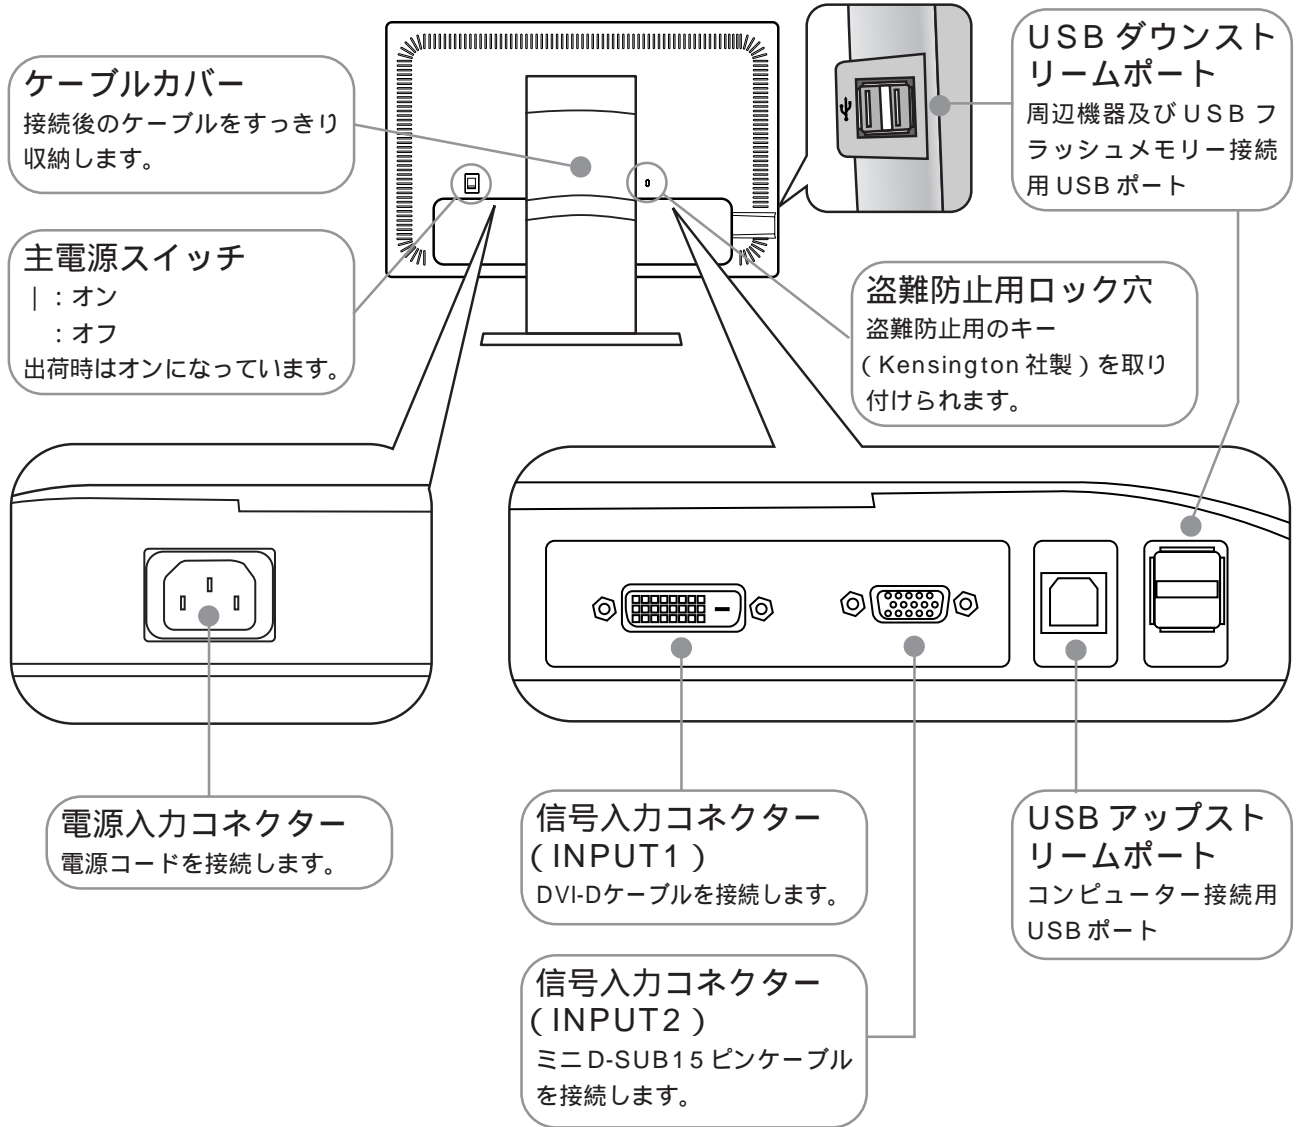 ケーブルカバー
接続後のケーブルをすっきり
収納します。
主電源スイッチ
｜：オン
：オフ
出荷時はオンになっています。
USB ダウンスト
リームポート
周辺機器及び USB フ
ラッシュメモリー接続
用 USB ポート
盗難防止用ロック穴
盗難防止用のキー
（Kensington 社製）を取り
付けられます。
電源入力コネクター
電源コードを接続します。
信号入力コネクター
（INPUT1）
DVI-Dケーブルを接続します。
信号入力コネクター
（INPUT2）
ミニ D-SUB15 ピンケーブル
を接続します。
USB アップスト
リームポート
コンピューター接続用
USB ポート